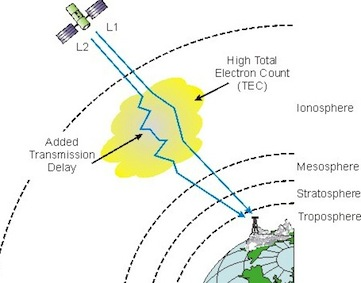 L1
L2
High Total
Electron Count
(TEC)
Ionosphere
Added
Transmission
Delay
Mesosphere
Stratosphere
Troposphere